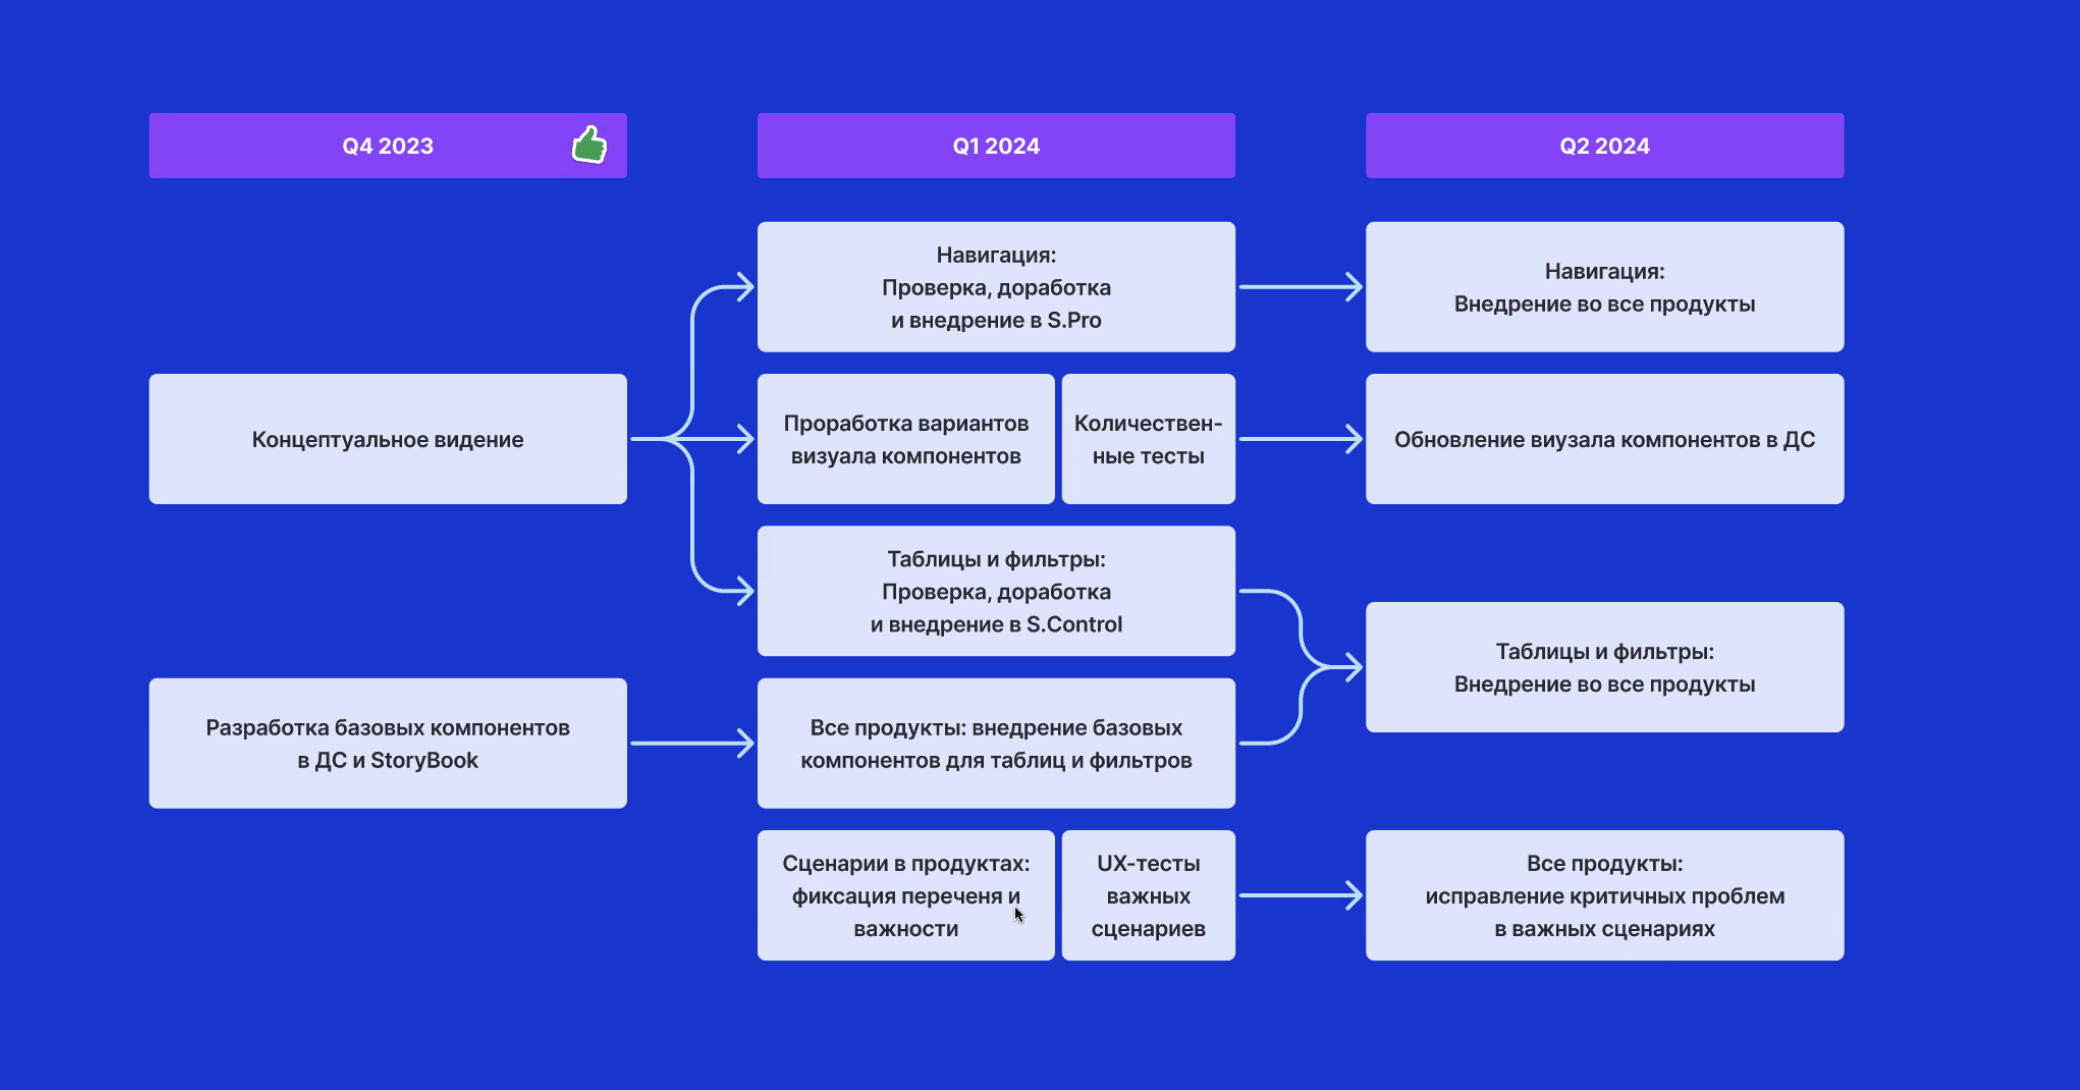 Q4 2023
Q1 2024
Q2 2024
Навигация:
Проверка, доработка
и внедрение в S.Pro
Навигация:
Внедрение во все продукты
Концептуальное видение
Проработка вариантов
визуала компонентов
Количествен-
ные тесты
Обновление виузала компонентов в ДС
Таблицы и фильтры:
Проверка, доработка
и внедрение в S.Control
Таблицы и фильтры:
Внедрение во все продукты
Разработка базовых компонентов
в ДС и StoryBook
Все продукты: внедрение базовых
компонентов для таблиц и фильтров
Сценарии в продуктах:
фиксация переченя и
важности
UX-тесты
важных
сценариев
Все продукты:
исправление критичных проблем
в важных сценариях